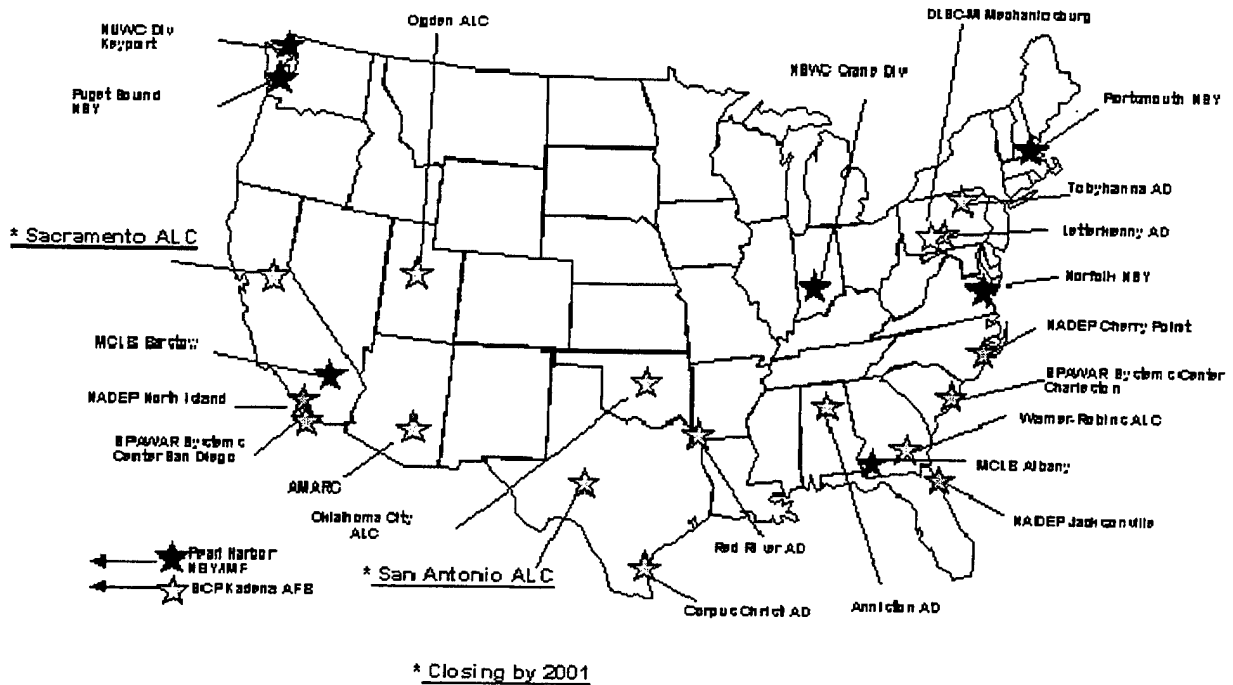 NUWC Div
Keyport
Ogden ALC
DLSC-M Mechanicsburg
NSWC Crane Div
Puget Sound
NSY
Portsmouth NSY
Tobyhanna AD
* Sacramento ALC
Letterkenny AD
Norfolk NSY
MCLB Barstow
NADEP Cherry Point
NADEP North Island
SPAWAR Systems Center
Charleston
Warner-Robins ALC
SPAWAR Systems
Center San Diego
MCLB Albany
AMARC
Oklahoma City
ALC
NADEP Jacksonville
Red River AD
Pearl Harbor
NSY/IMF
* San Antonio ALC
SCP Kadena AFB
Corpus Christi AD
Anniston AD
* Closing by 2001